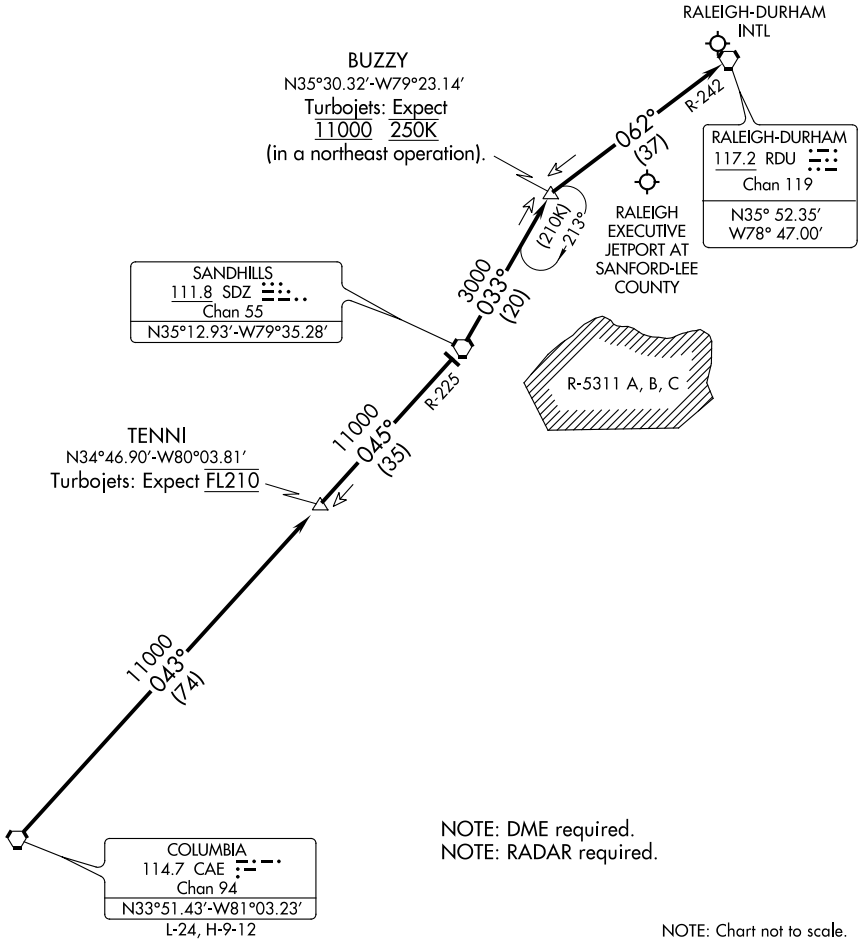 RALEIGH-DURHAM
INTL
BUZZY
N35°30.32′-W79°23.14′
Turbojets: Expect
11000 250K
(in a northeast operation).
R-242
062°
(37)
RALEIGH-DURHAM
117.2 RDU
Chan 119
N35° 52.35′
W78° 47.00′
RALEIGH
EXECUTIVE
JETPORT AT
SANFORD-LEE
COUNTY
(210K)
213°
3000
033°
(20)
SANDHILLS
111.8 SDZ
Chan 55
N35°12.93′-W79°35.28′
R-5311 A, B, C
R-225
11000
045°
(35)
TENNI
N34°46.90′-W80°03.81′
Turbojets: Expect FL210
11000
043°
(74)
COLUMBIA
114.7 CAE
Chan 94
N33°51.43′-W81°03.23′
L-24, H-9-12
NOTE: DME required.
NOTE: RADAR required.
NOTE: Chart not to scale.